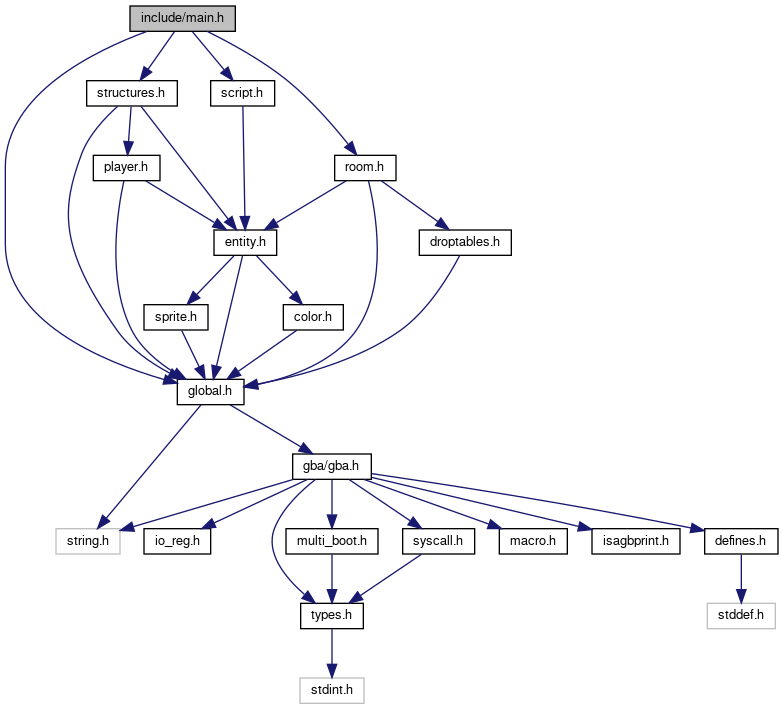 include/main.h
structures.h
script.h
player.h
room.h
entity.h
droptables.h
sprite.h
color.h
global.h
gba/gba.h
string.h
io_reg.h
multi_boot.h
syscall.h
macro.h
isagbprint.h
defines.h
types.h
stddef.h
stdint.h